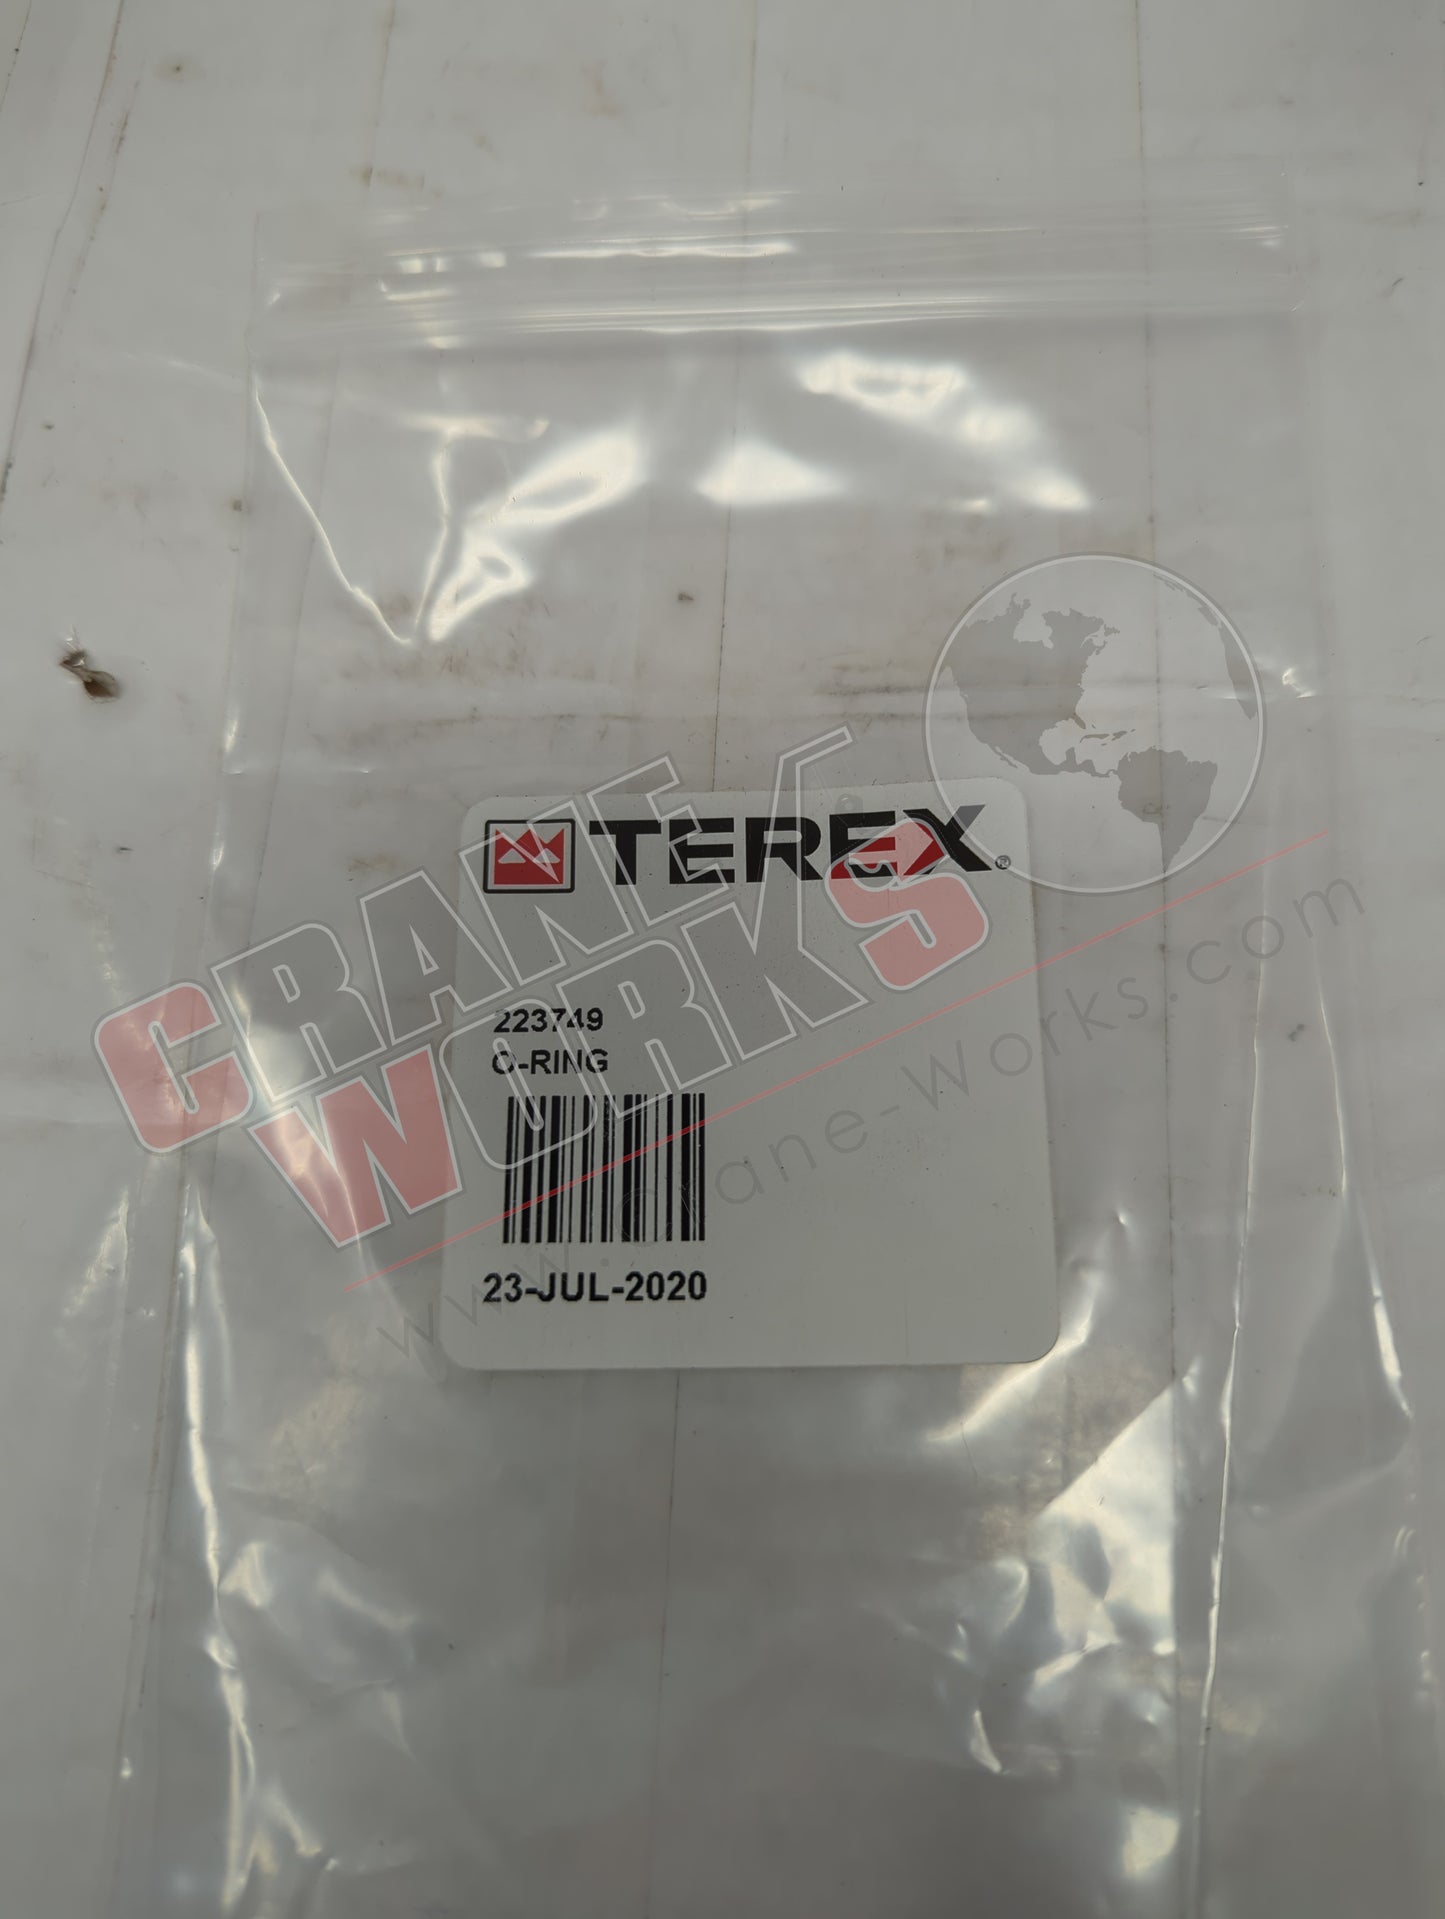 TEREX®
223749
O-RING
23-JUL-2020
CRANE WORKS
www.crane-works.com